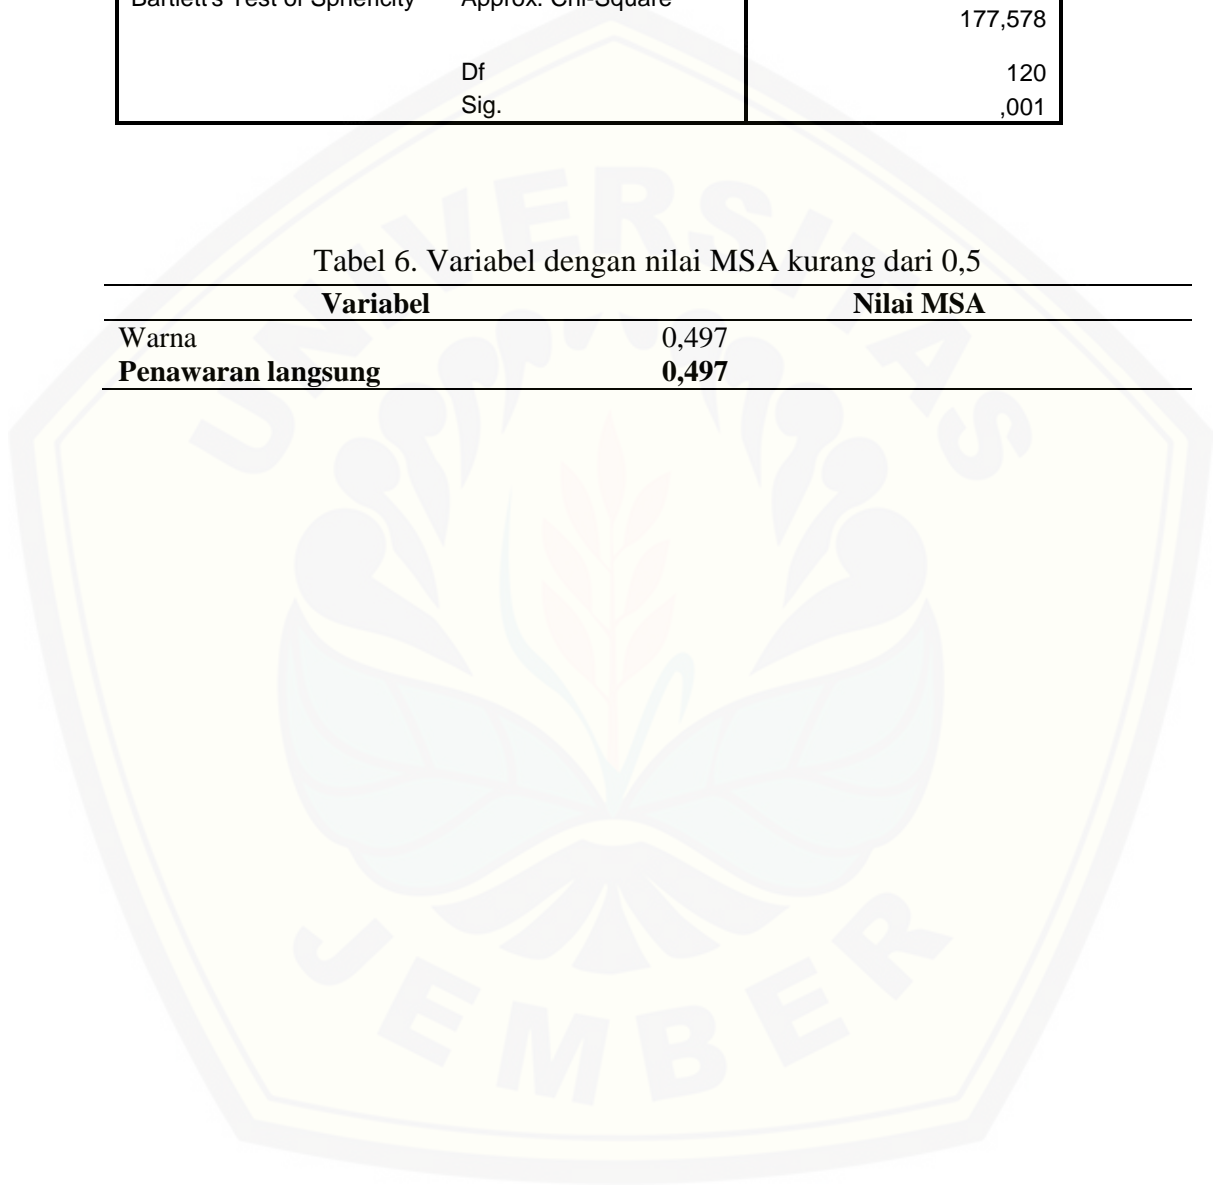 Bartlett's Test of Sphericity Approx. Chi-Square 177,578
Df 120
Sig. ,001
Tabel 6. Variabel dengan nilai MSA kurang dari 0,5
Variabel Nilai MSA
Warna 0,497
Penawaran langsung 0,497
UNIVERSITAS
JEMBER